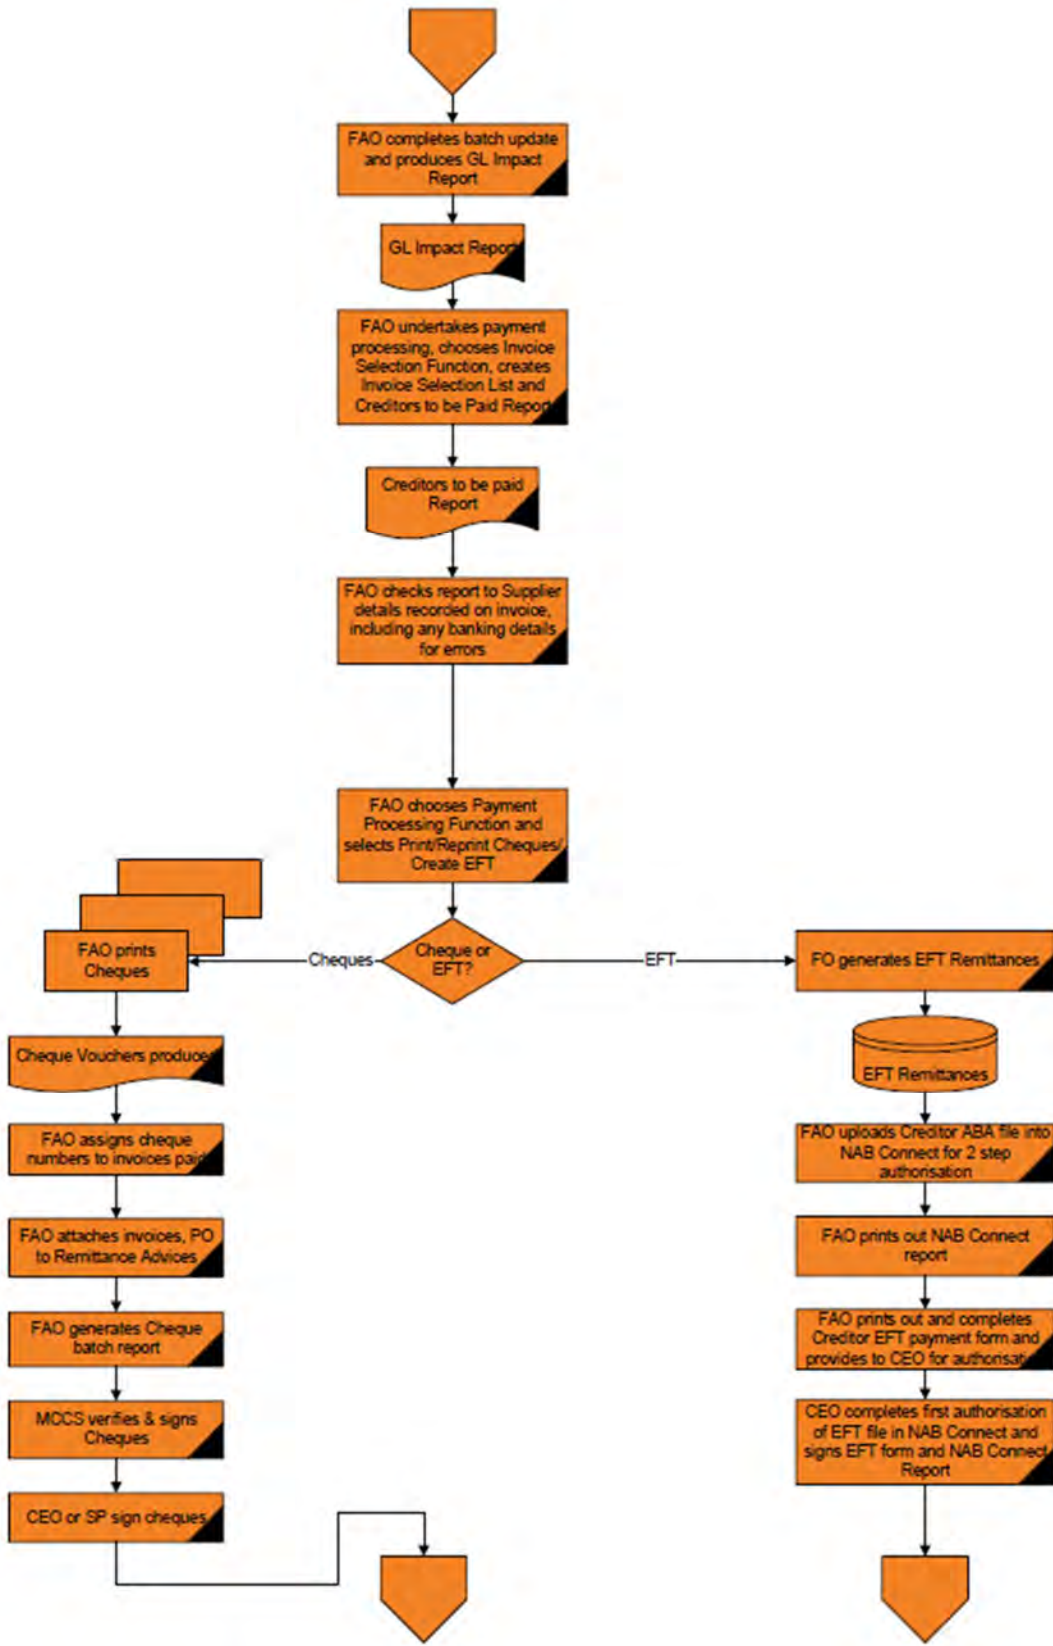 FAO completes batch update
and produces GL Impact
Report
GL Impact Report
FAO undertakes payment
processing, chooses Invoice
Selection Function, creates
Invoice Selection List and
Creditors to be Paid Report
Creditors to be paid
Report
FAO checks report to Supplier
details recorded on invoice,
including any banking details
for errors
FAO chooses Payment
Processing Function and
selects Print/Reprint Cheques/
Create EFT
Cheque or
EFT?
Cheques
EFT
FAO prints
Cheques
Cheque Vouchers produced
FAO assigns cheque
numbers to invoices paid
FAO attaches invoices, PO
to Remittance Advices
FAO generates Cheque
batch report
MCCS verifies & signs
Cheques
CEO or SP sign cheques
FO generates EFT Remittances
EFT Remittances
FAO uploads Creditor ABA file into
NAB Connect for 2 step
authorisation
FAO prints out NAB Connect
report
FAO prints out and completes
Creditor EFT payment form and
provides to CEO for authorisation
CEO completes first authorisation
of EFT file in NAB Connect and
signs EFT form and NAB Connect
Report